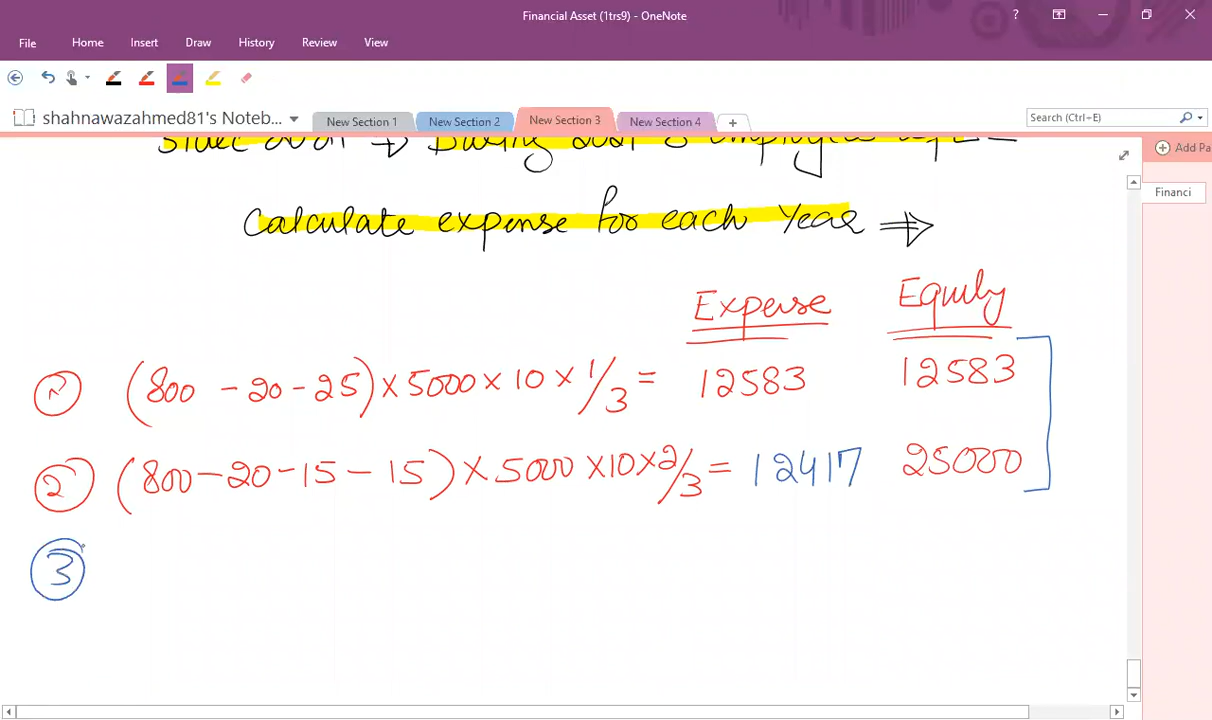 Financial Asset (1trs9) - OneNote
?
File Home Insert Draw History Review View
shahnawazahmed81's Noteb... New Section 1 New Section 2 New Section 3 New Section 4 +
Search (Ctrl+E)
+ Add Pa
Financi
Calculate expense for each Year ⇒
Expense Equity
(800 - 20 - 25) × 5000 × 10 × 1/3 = 12583 12583
2 (800 - 20 - 15 - 15) × 5000 × 10 × 2/3 = 12417 25000
3